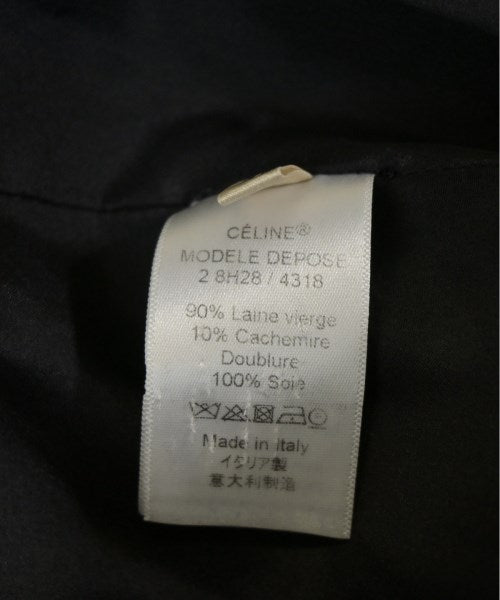 CÉLINE®
MODELE DEPOSE
2 8H28 / 4318
90% Laine vierge
10% Cachemire
Doublure
100% Soie
Made in Italy
イタリア製
意大利制造